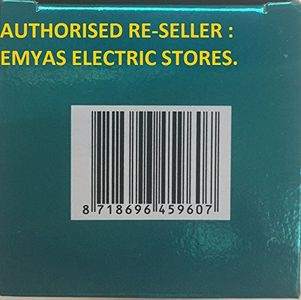 AUTHORISED RE-SELLER :
EMYAS ELECTRIC STORES.
8 718696 459607